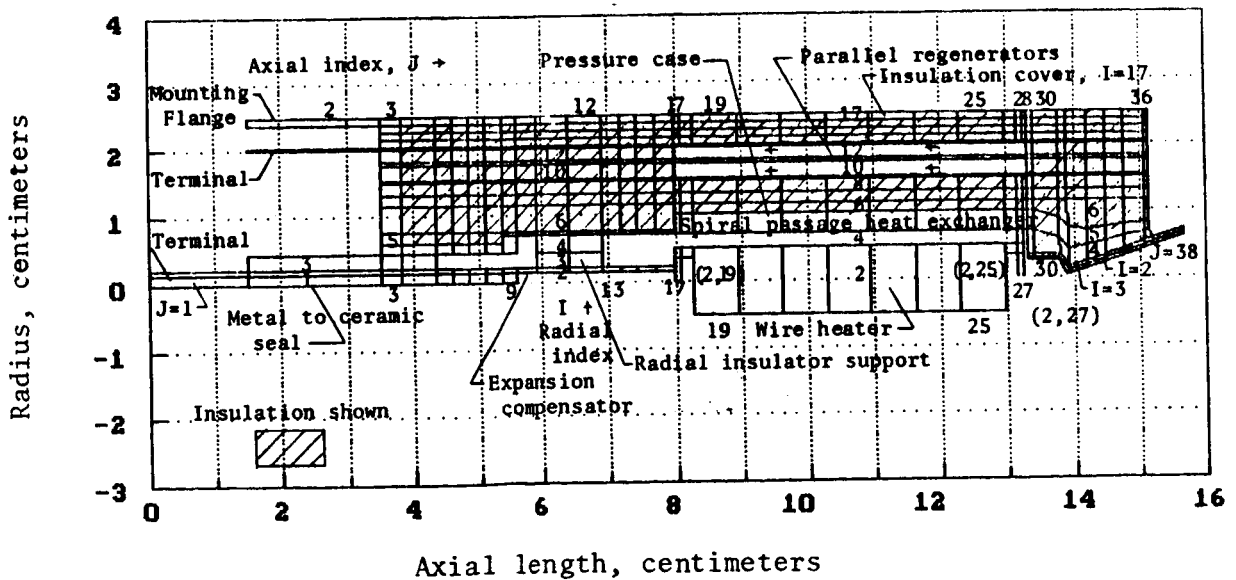 4
3
2
1
0
-1
-2
-3
Radius, centimeters
Axial index, J →
Pressure case
Parallel regenerators
Insulation cover, I=17
Mounting
Flange
2
3
12
17
19
17
25
28
30
36
Terminal
10
10
8
6
Terminal
5
3
6
4
2
Spiral passage heat exchanger
4
2
(2,19)
(2,25)
6
5
4
J=38
I=2
I=3
30
J=1
3
9
13
17
19
25
27
(2,27)
Metal to ceramic
seal
I ↑
Radial
index
Wire heater
Radial insulator support
Expansion
compensator
Insulation shown
0
2
4
6
8
10
12
14
16
Axial length, centimeters